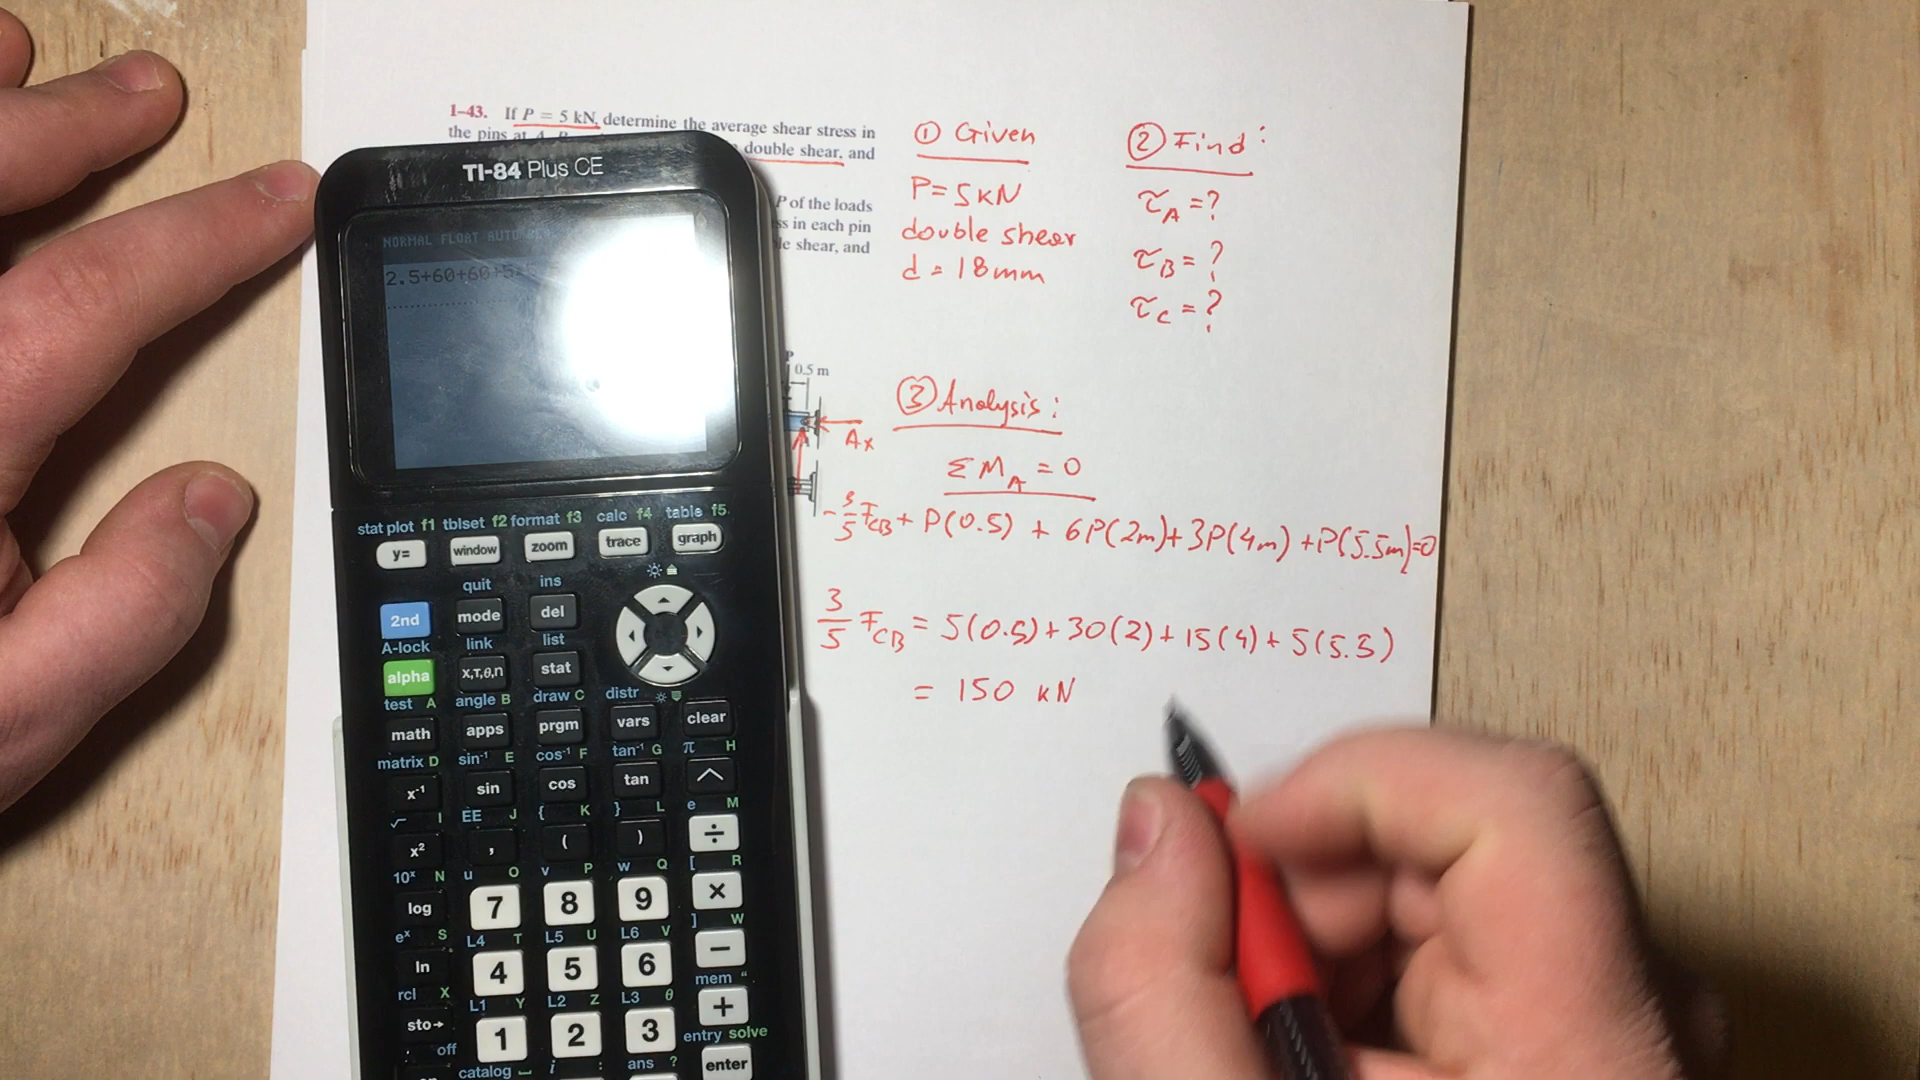 1–43. If P = 5 kN, determine the average shear stress in
the pins at A, B
double shear, and
P of the loads
ss in each pin
le shear, and
P
0.5 m
Ax
① Given
P=5kN
double shear
d = 18mm
② Find:
τA=?
τB=?
τC=?
③ Analysis:
ΣMA = 0
-3/5 FCB + P(0.5) + 6P(2m)+3P(4m)+P(5.5m)=0
3/5 FCB = 5(0.5)+30(2)+15(4)+5(5.5)
= 150 kN
TI-84 Plus CE
NORMAL FLOAT AUTO
2.5+60+60+5
stat plot f1 tblset f2 format f3 calc f4 table f5
y= window zoom trace graph
quit ins
2nd mode del
A-lock link list
alpha x,T,θ,n stat
test A angle B draw C distr
math apps prgm vars clear
matrix D sin⁻¹ E cos⁻¹ F tan⁻¹ G π H
x⁻¹ sin cos tan ^
√ I EE J { K } L e M
x² , ( ) ÷
10ˣ N u O v P w Q [ R
log 7 8 9 ×
eˣ S L4 T L5 U L6 V ] W
ln 4 5 6 −
rcl X L1 Y L2 Z L3 θ mem "
sto→ 1 2 3 +
off catalog i : ans ? entry solve
on enter